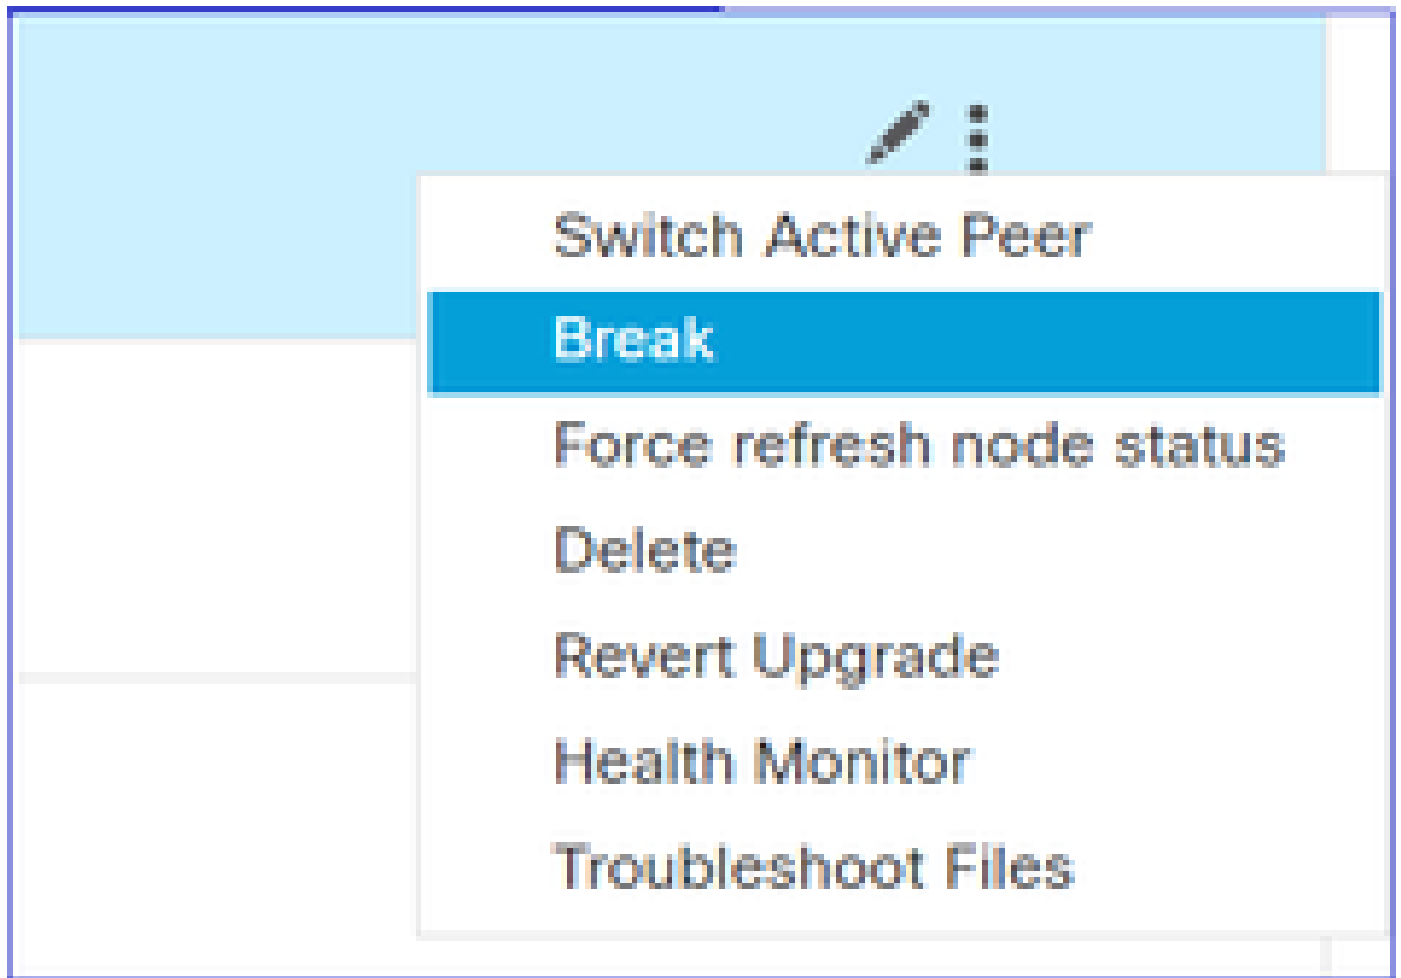 Switch Active Peer
Break
Force refresh node status
Delete
Revert Upgrade
Health Monitor
Troubleshoot Files